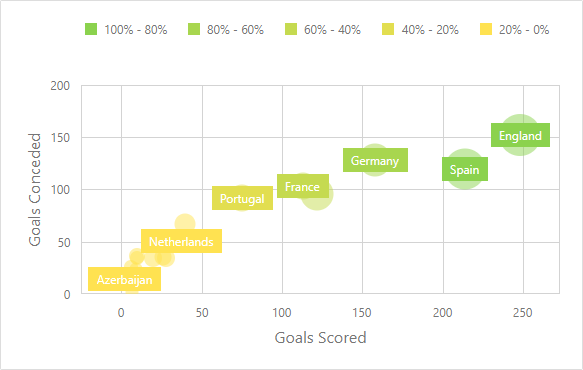 100% - 80% 80% - 60% 60% - 40% 40% - 20% 20% - 0%
200
150
100
50
0
Goals Conceded
England
Spain
Germany
France
Portugal
Netherlands
Azerbaijan
0 50 100 150 200 250
Goals Scored